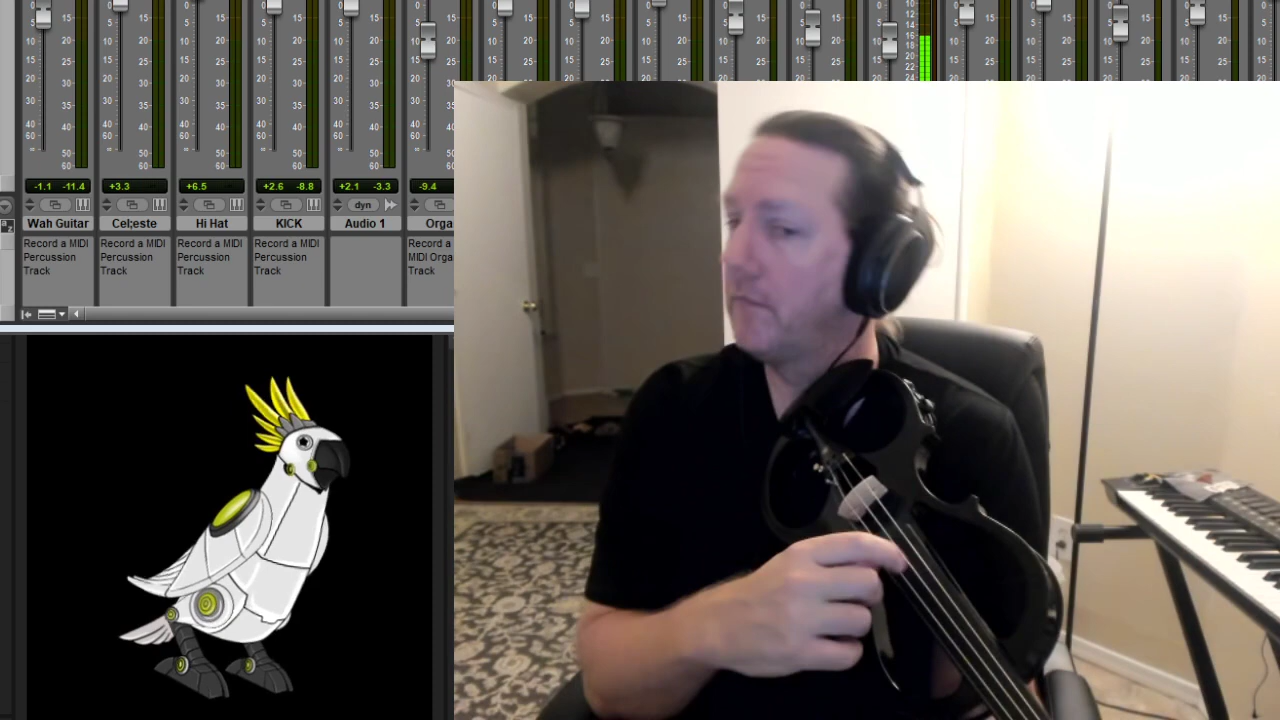 -1.1 -11.4 +3.3 +6.5 +2.6 -8.8 +2.1 -3.3 -9.4
dyn
Wah Guitar Cel;este Hi Hat KICK Audio 1 Orga
Record a MIDI Record a MIDI Record a MIDI Record a MIDI Record a
Percussion Percussion Percussion Percussion MIDI Orga
Track Track Track Track Track